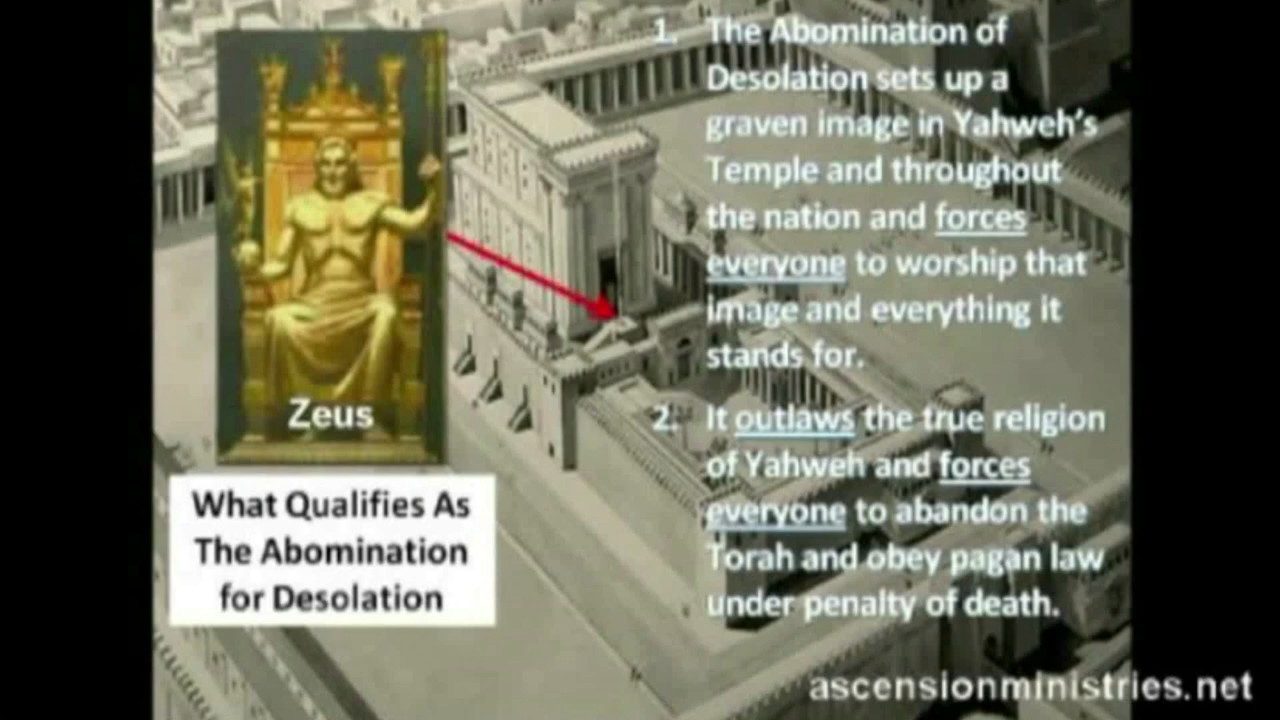 Zeus
What Qualifies As
The Abomination
for Desolation
1. The Abomination of
Desolation sets up a
graven image in Yahweh's
Temple and throughout
the nation and forces
everyone to worship that
image and everything it
stands for.
2. It outlaws the true religion
of Yahweh and forces
everyone to abandon the
Torah and obey pagan law
under penalty of death.
ascensionministries.net